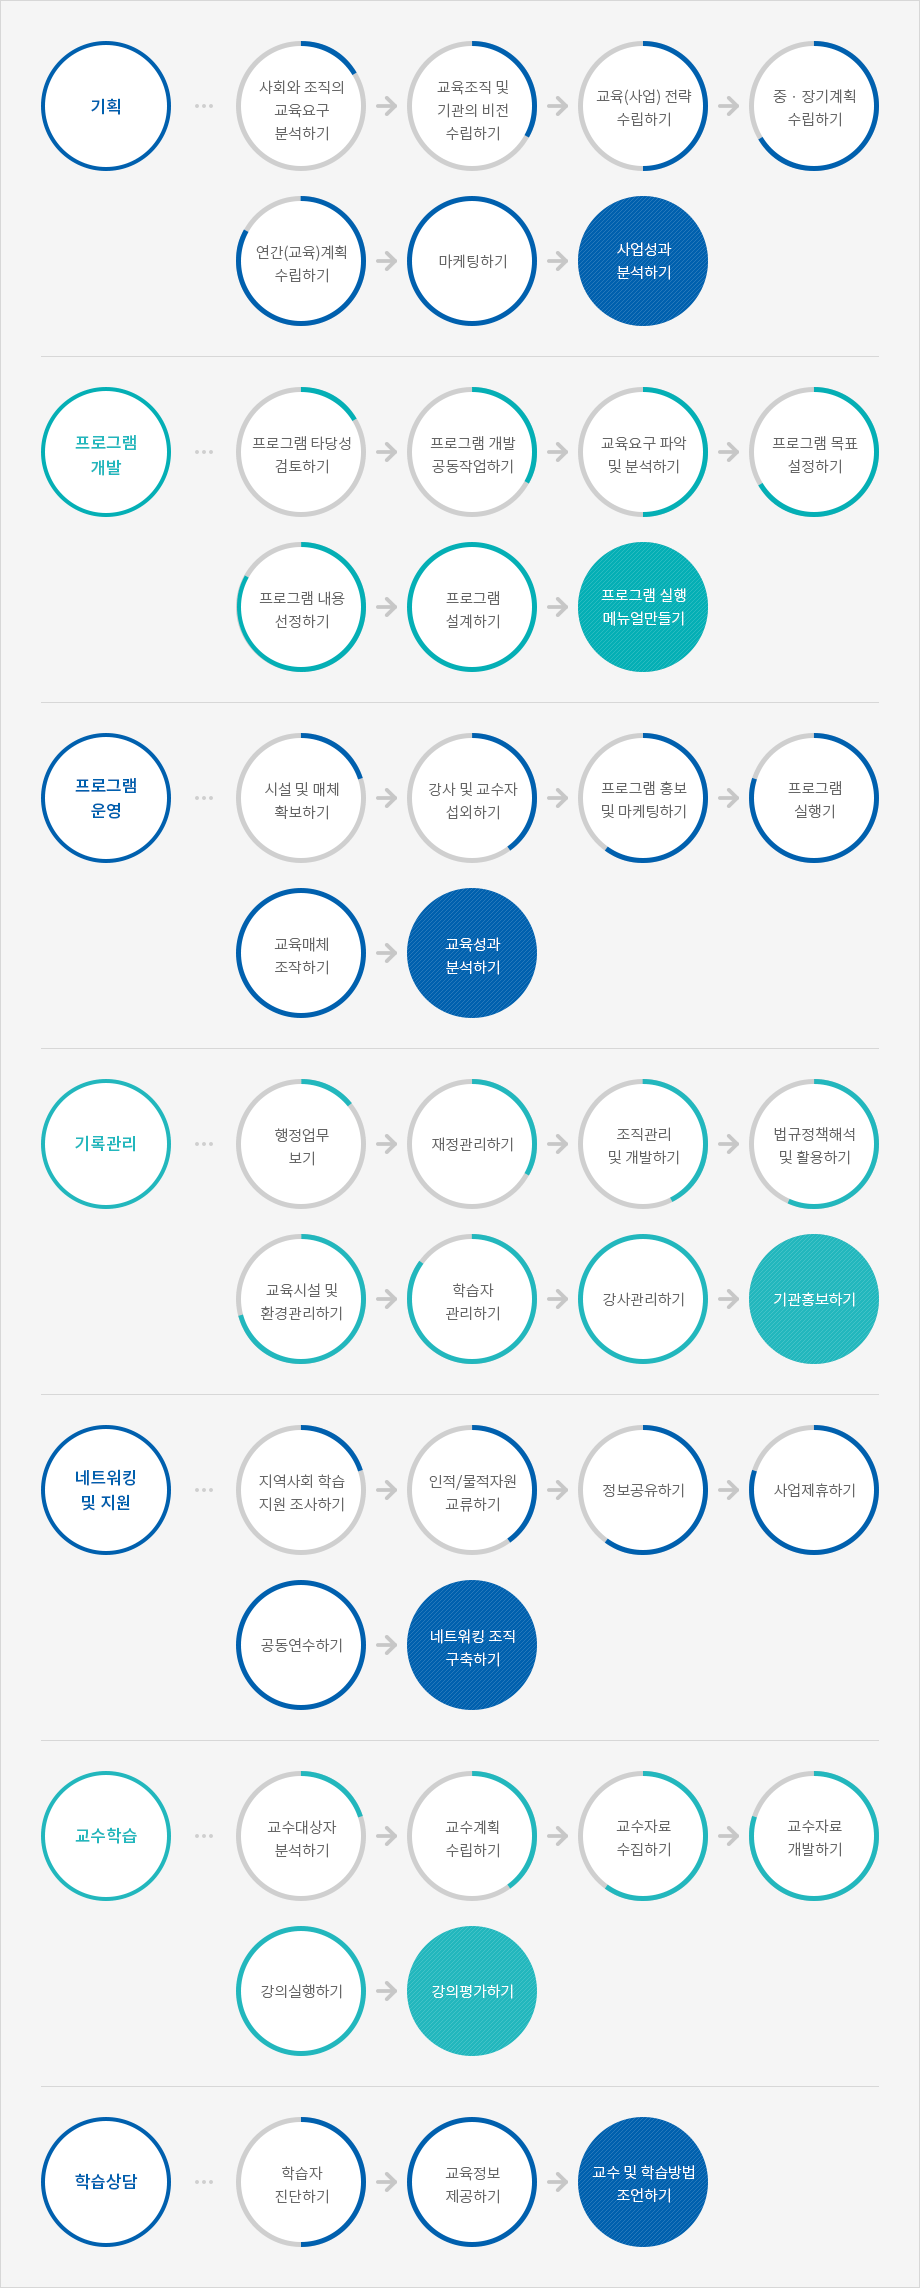 기획
사회와 조직의
교육요구
분석하기
교육조직 및
기관의 비전
수립하기
교육(사업) 전략
수립하기
중 · 장기계획
수립하기
연간(교육)계획
수립하기
마케팅하기
사업성과
분석하기
프로그램
개발
프로그램 타당성
검토하기
프로그램 개발
공동작업하기
교육요구 파악
및 분석하기
프로그램 목표
설정하기
프로그램 내용
선정하기
프로그램
설계하기
프로그램 실행
메뉴얼만들기
프로그램
운영
시설 및 매체
확보하기
강사 및 교수자
섭외하기
프로그램 홍보
및 마케팅하기
프로그램
실행기
교육매체
조작하기
교육성과
분석하기
기록관리
행정업무
보기
재정관리하기
조직관리
및 개발하기
법규정책해석
및 활용하기
교육시설 및
환경관리하기
학습자
관리하기
강사관리하기
기관홍보하기
네트워킹
및 지원
지역사회 학습
지원 조사하기
인적/물적자원
교류하기
정보공유하기
사업제휴하기
공동연수하기
네트워킹 조직
구축하기
교수학습
교수대상자
분석하기
교수계획
수립하기
교수자료
수집하기
교수자료
개발하기
강의실행하기
강의평가하기
학습상담
학습자
진단하기
교육정보
제공하기
교수 및 학습방법
조언하기